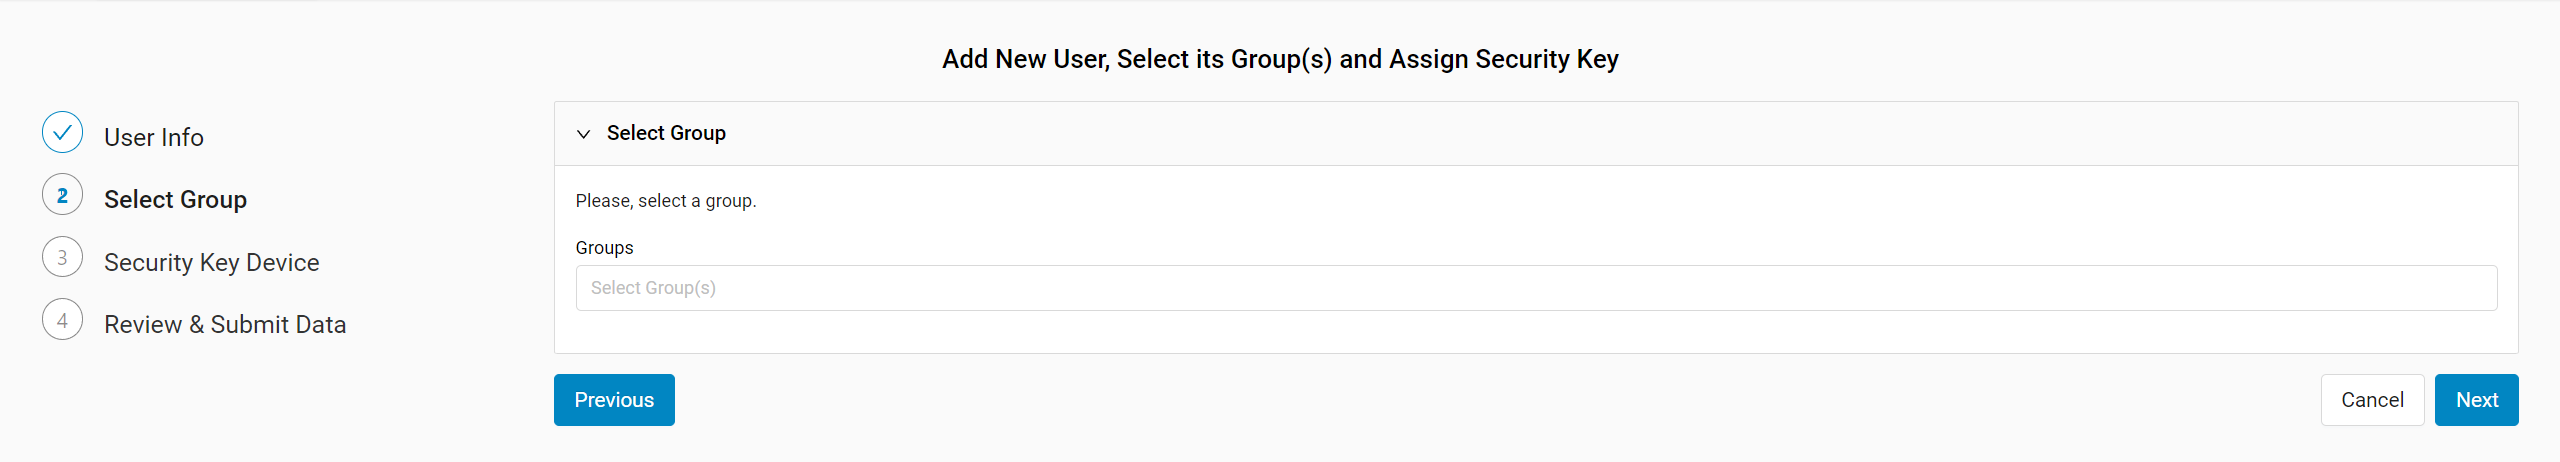 Add New User, Select its Group(s) and Assign Security Key
User Info
2 Select Group
3 Security Key Device
4 Review & Submit Data
Select Group
Please, select a group.
Groups
Select Group(s)
Previous
Cancel
Next